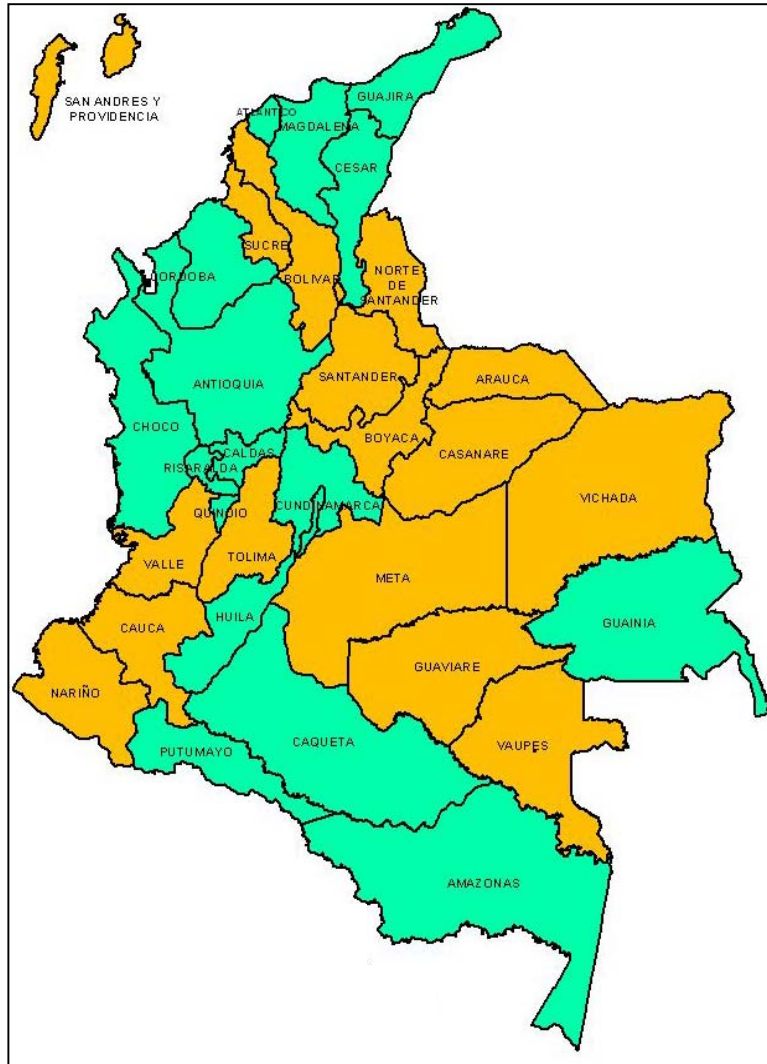 SAN ANDRES Y
PROVIDENCIA
GUAJIRA
ATLANTICO
MAGDALENA
CESAR
SUCRE
CORDOBA
BOLIVAR
NORTE
DE
SANTANDER
ANTIOQUIA
SANTANDER
ARAUCA
CHOCO
BOYACA
CALDAS
CASANARE
RISARALDA
VICHADA
QUINDIO
CUNDINAMARCA
VALLE
TOLIMA
META
HUILA
GUAINIA
CAUCA
GUAVIARE
NARIÑO
CAQUETA
VAUPES
PUTUMAYO
AMAZONAS